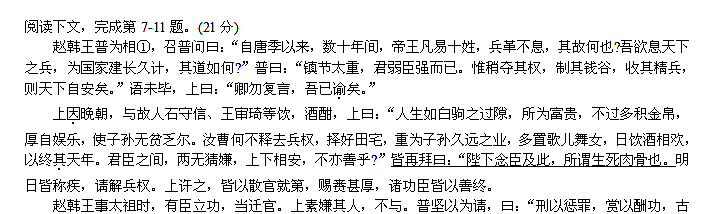 阅读下文，完成第 7-11 题。(21 分)
赵韩王普为相①，召普问曰：“自唐季以来，数十年间，帝王凡易十姓，兵革不息，其故何也?吾欲息天下
之兵，为国家建长久计，其道如何?”普曰：“镇节太重，君弱臣强而已。惟稍夺其权，制其钱谷，收其精兵，
则天下自安矣。”语未毕，上曰：“卿勿复言，吾已谕矣。”
上因晚朝，与故人石守信、王审琦等饮，酒酣，上曰：“人生如白驹之过隙，所为富贵，不过多积金帛，
厚自娱乐，使子孙无贫乏尔。汝曹何不释去兵权，择好田宅，重为子孙久远之业，多置歌儿舞女，日饮酒相欢，
以终其天年。君臣之间，两无猜嫌，上下相安，不亦善乎?”皆再拜曰：“陛下念臣及此，所谓生死肉骨也。明
日皆称疾，请解兵权。上许之，皆以散官就第，赐赉甚厚，诸功臣皆以善终。
赵韩王事太祖时，有臣立功，当迁官。上素嫌其人，不与。普坚以为请，曰：“刑以惩罪，赏以酬功，古